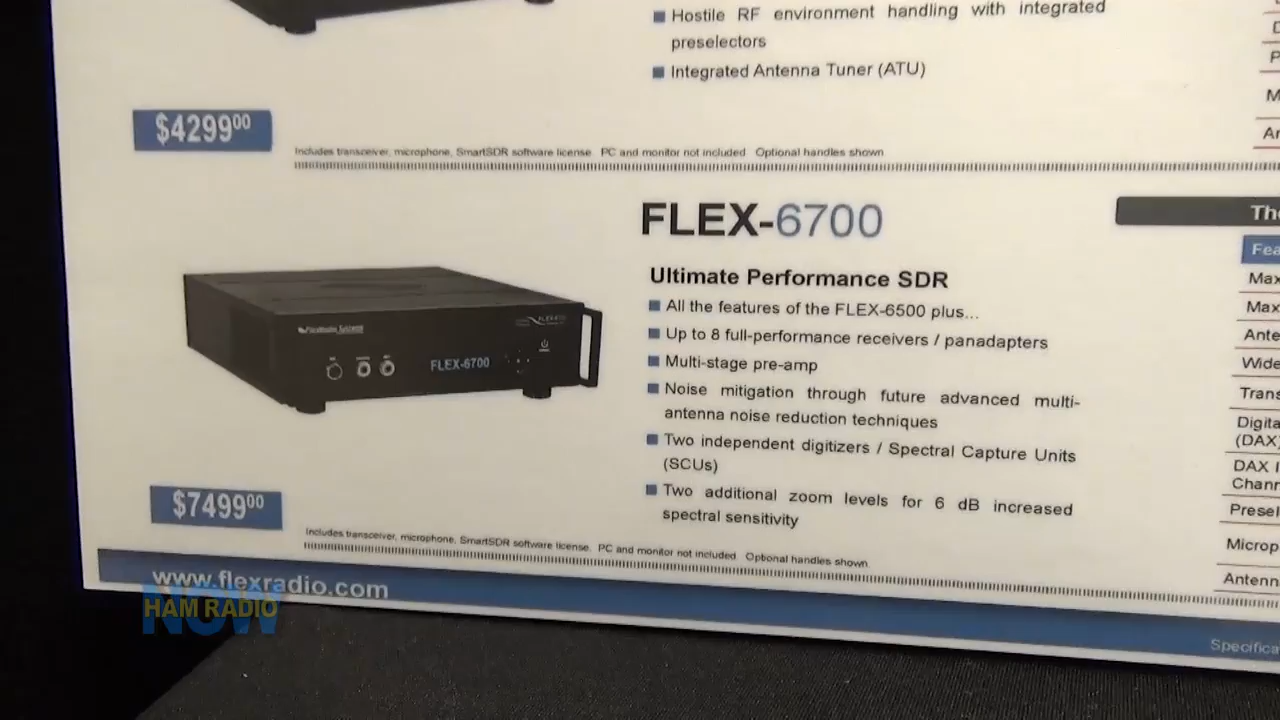 Hostile RF environment handling with integrated
preselectors
Integrated Antenna Tuner (ATU)
$429900
Includes transceiver, microphone, SmartSDR software license. PC and monitor not included Optional handles shown
FLEX-6700
Ultimate Performance SDR
All the features of the FLEX-6500 plus...
Up to 8 full-performance receivers / panadapters
Multi-stage pre-amp
Noise mitigation through future advanced multi-
antenna noise reduction techniques
Two independent digitizers / Spectral Capture Units
(SCUs)
Two additional zoom levels for 6 dB increased
spectral sensitivity
FLEX-6700
$749900
Includes transceiver, microphone, SmartSDR software license. PC and monitor not included Optional handles shown.
www.flexradio.com
HAM RADIO
NOW
Max
Max
(DAX)